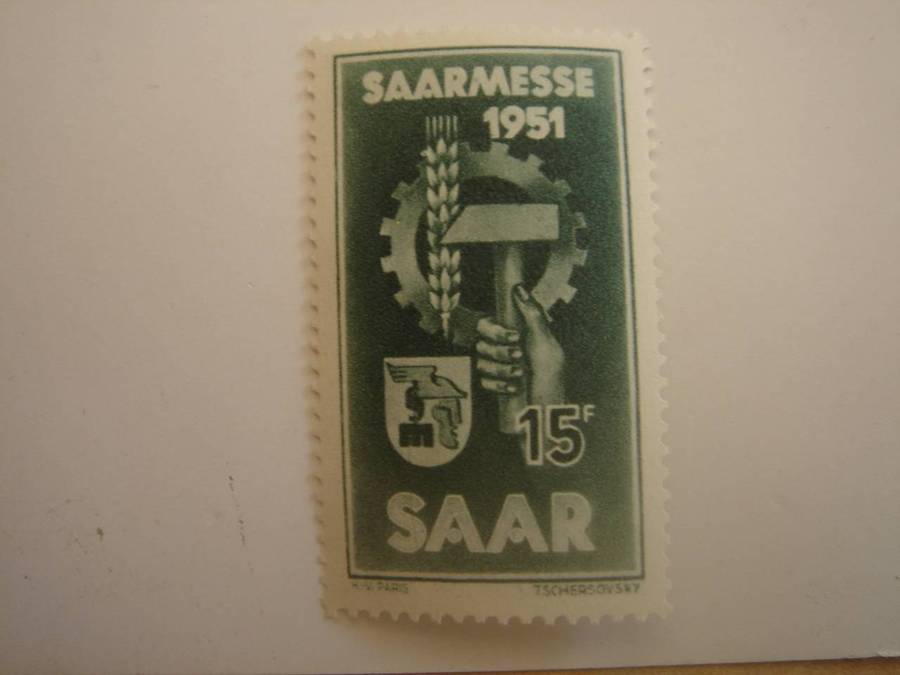 SAARMESSE
1951
m
15F
SAAR
H.-V. PARIS TSCHERSOVSKY